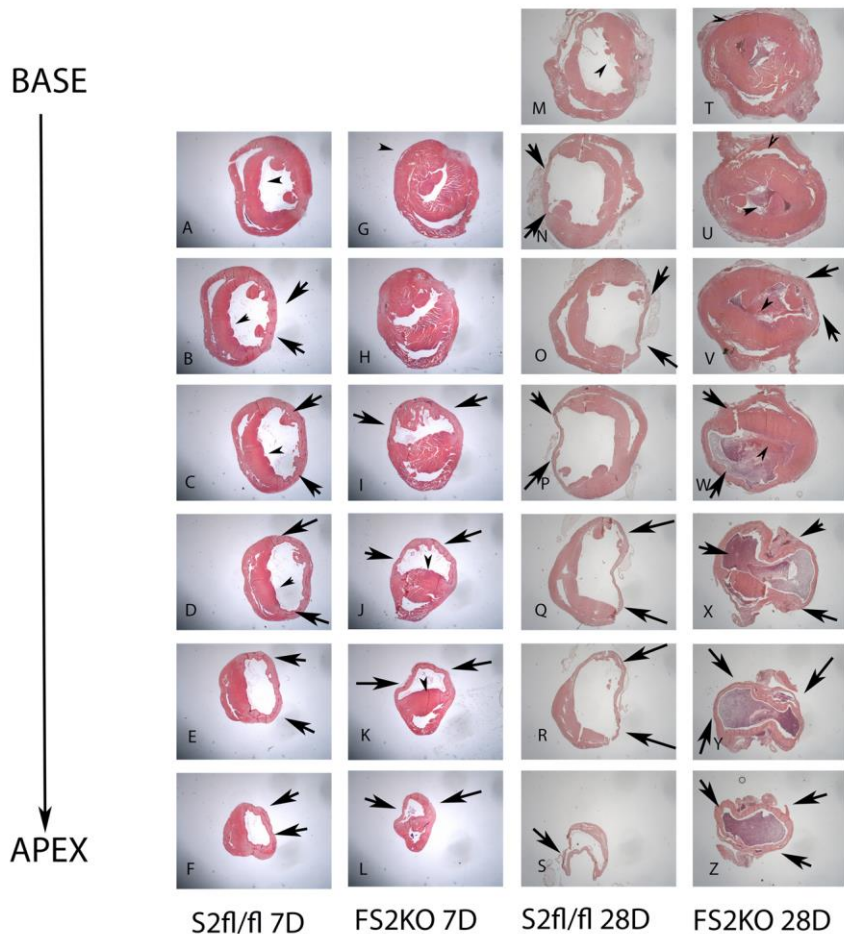 BASE
M T
A G N U
B H O V
C I P W
D J Q X
E K R Y
F L S Z
APEX
S2fl/fl 7D FS2KO 7D S2fl/fl 28D FS2KO 28D